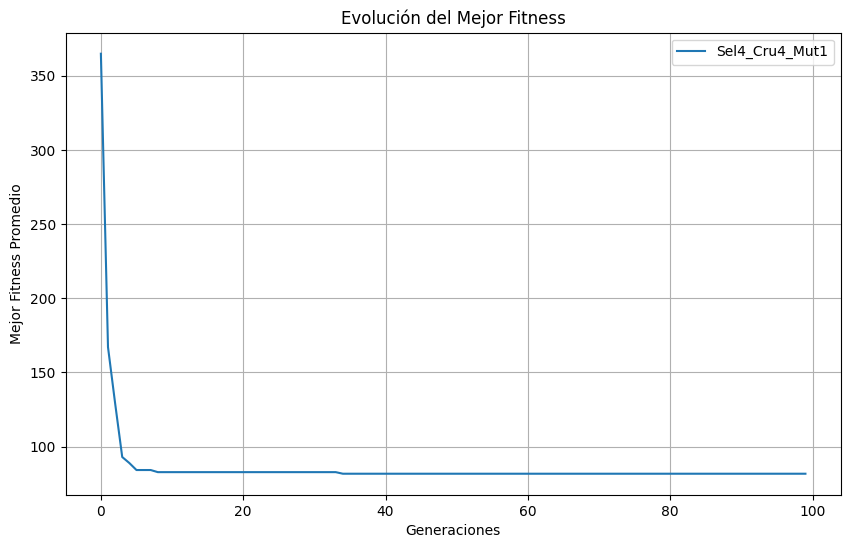 Evolución del Mejor Fitness
Sel4_Cru4_Mut1
Mejor Fitness Promedio
350
300
250
200
150
100
0 20 40 60 80 100
Generaciones